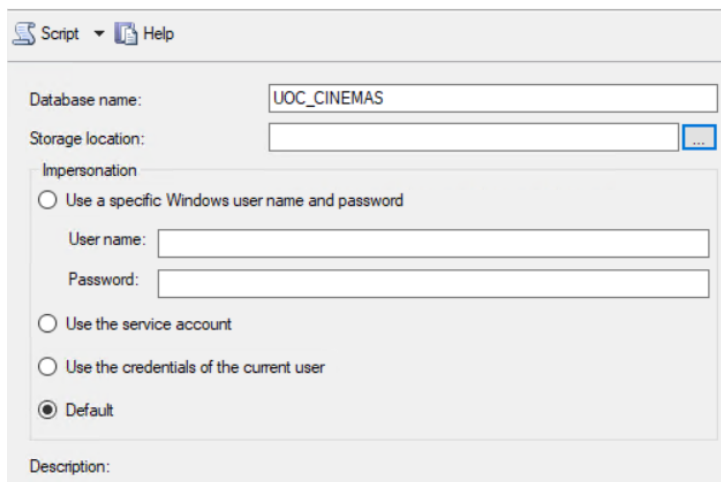 Script Help
Database name: UOC_CINEMAS
Storage location: ...
Impersonation
Use a specific Windows user name and password
User name:
Password:
Use the service account
Use the credentials of the current user
Default
Description: